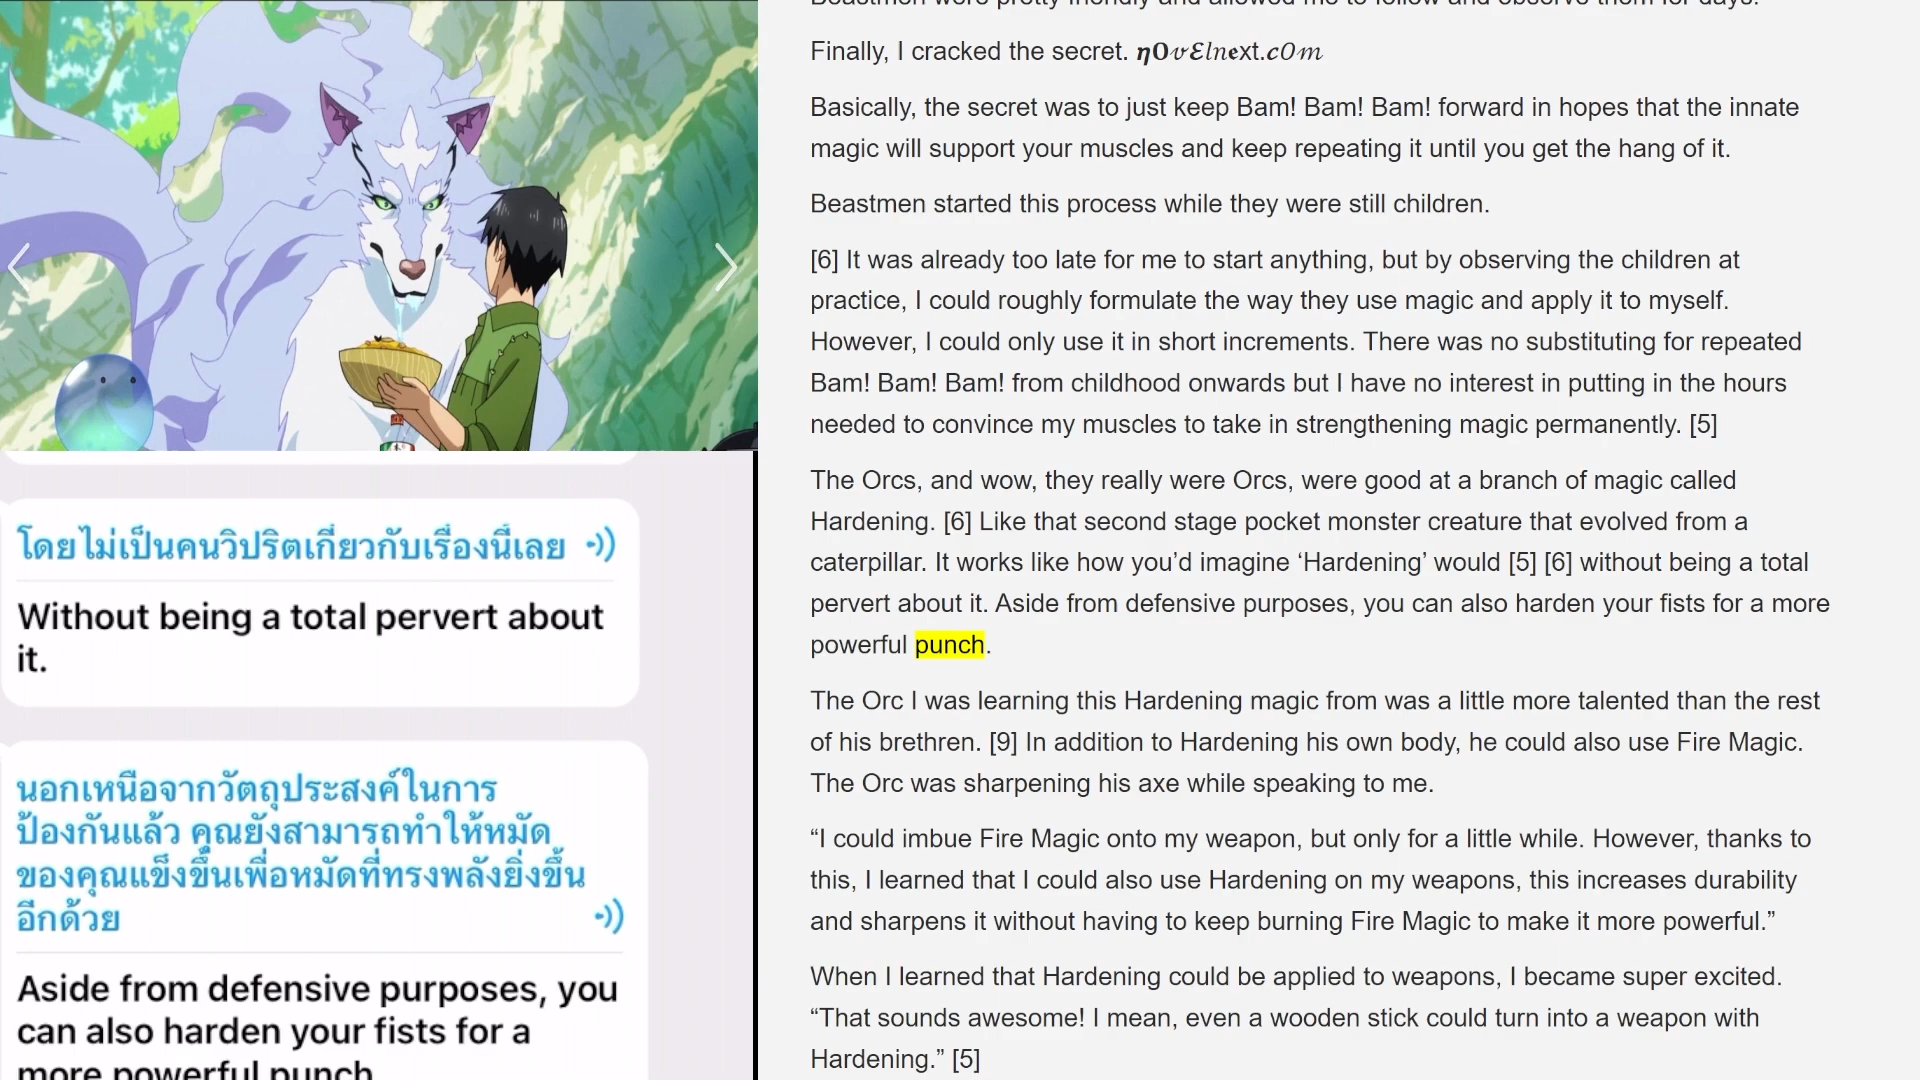 โดยไม่เป็นคนวิปริตเกี่ยวกับเรื่องนี้เลย
Without being a total pervert about
it.
นอกเหนือจากวัตถุประสงค์ในการ
ป้องกันแล้ว คุณยังสามารถทำให้หมัด
ของคุณแข็งขึ้นเพื่อหมัดที่ทรงพลังยิ่งขึ้น
อีกด้วย
Aside from defensive purposes, you
can also harden your fists for a
more powerful punch
Beastmen were pretty friendly and allowed me to follow and observe them for days.
Finally, I cracked the secret. 𝜼𝐎𝓋𝓔𝑙𝑛𝐞xt.𝒄𝑂𝑚
Basically, the secret was to just keep Bam! Bam! Bam! forward in hopes that the innate
magic will support your muscles and keep repeating it until you get the hang of it.
Beastmen started this process while they were still children.
[6] It was already too late for me to start anything, but by observing the children at
practice, I could roughly formulate the way they use magic and apply it to myself.
However, I could only use it in short increments. There was no substituting for repeated
Bam! Bam! Bam! from childhood onwards but I have no interest in putting in the hours
needed to convince my muscles to take in strengthening magic permanently. [5]
The Orcs, and wow, they really were Orcs, were good at a branch of magic called
Hardening. [6] Like that second stage pocket monster creature that evolved from a
caterpillar. It works like how you’d imagine ‘Hardening’ would [5] [6] without being a total
pervert about it. Aside from defensive purposes, you can also harden your fists for a more
powerful punch.
The Orc I was learning this Hardening magic from was a little more talented than the rest
of his brethren. [9] In addition to Hardening his own body, he could also use Fire Magic.
The Orc was sharpening his axe while speaking to me.
“I could imbue Fire Magic onto my weapon, but only for a little while. However, thanks to
this, I learned that I could also use Hardening on my weapons, this increases durability
and sharpens it without having to keep burning Fire Magic to make it more powerful.”
When I learned that Hardening could be applied to weapons, I became super excited.
“That sounds awesome! I mean, even a wooden stick could turn into a weapon with
Hardening.” [5]